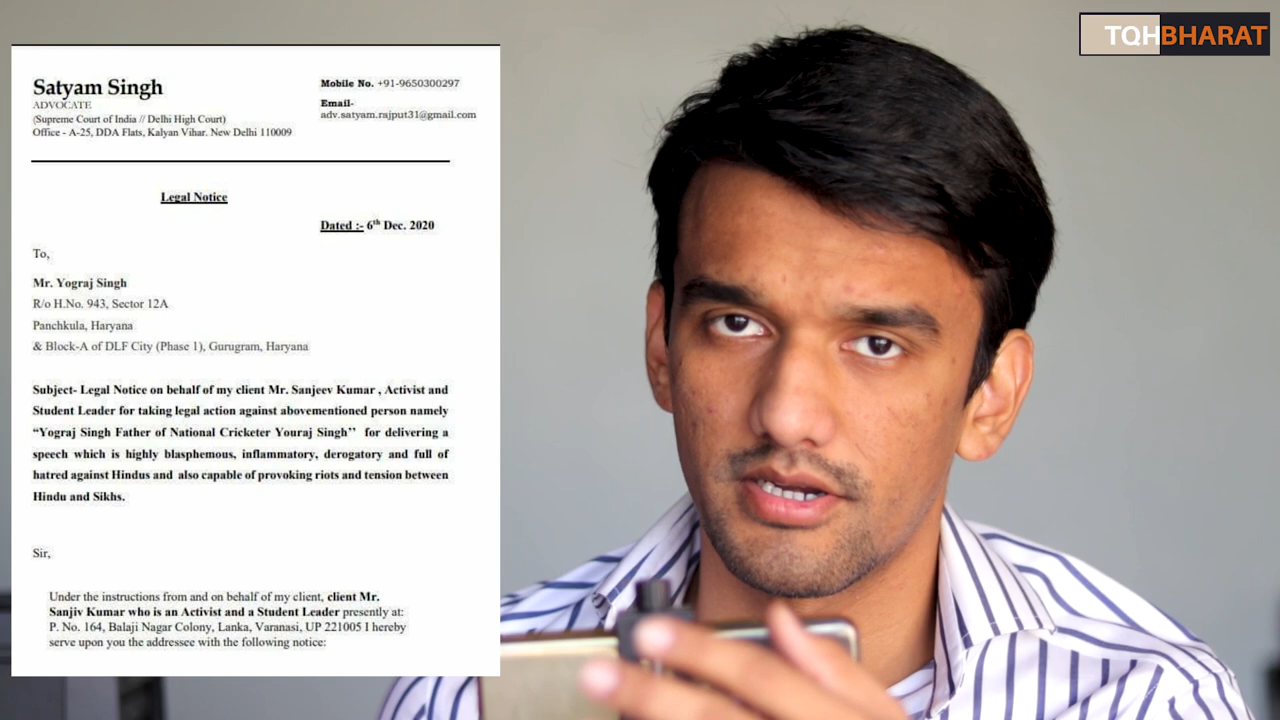 TQHBHARAT
Satyam Singh
ADVOCATE
(Supreme Court of India // Delhi High Court)
Office - A-25, DDA Flats, Kalyan Vihar. New Delhi 110009
Mobile No. +91-9650300297
Email-
adv.satyam.rajput31@gmail.com
Legal Notice
Dated :- 6th Dec. 2020
To,
Mr. Yograj Singh
R/o H.No. 943, Sector 12A
Panchkula, Haryana
& Block-A of DLF City (Phase 1), Gurugram, Haryana
Subject- Legal Notice on behalf of my client Mr. Sanjeev Kumar , Activist and
Student Leader for taking legal action against abovementioned person namely
“Yograj Singh Father of National Cricketer Youraj Singh’’ for delivering a
speech which is highly blasphemous, inflammatory, derogatory and full of
hatred against Hindus and also capable of provoking riots and tension between
Hindu and Sikhs.
Sir,
Under the instructions from and on behalf of my client, client Mr.
Sanjiv Kumar who is an Activist and a Student Leader presently at:
P. No. 164, Balaji Nagar Colony, Lanka, Varanasi, UP 221005 I hereby
serve upon you the addressee with the following notice: